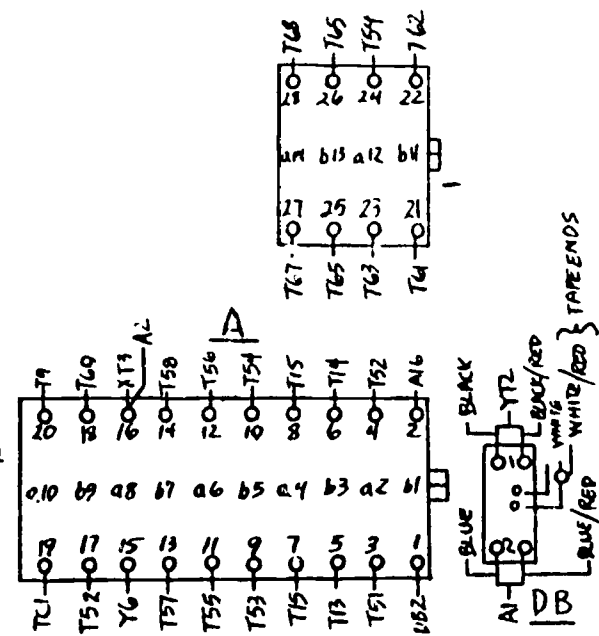 T68 T65 T54 T62
28 26 24 22
a14 b13 a12 b11
27 25 23 21
T67 T65 T63 T61
A
T9 T60 XT3 A2 T58 T56 T54 T15 T14 T52 A16
20 18 16 14 12 10 8 6 4 2
a10 b9 a8 b7 a6 b5 a4 b3 a2 b1
19 17 15 13 11 9 7 5 3 1
TC1 T52 Y6 T57 T55 T53 T15 T13 T51
BLACK
YT2
BLACK/RED
WHITE
WHITE/RED
TAPE ENDS
1
2
BLUE
BLUE/RED
A1
DB